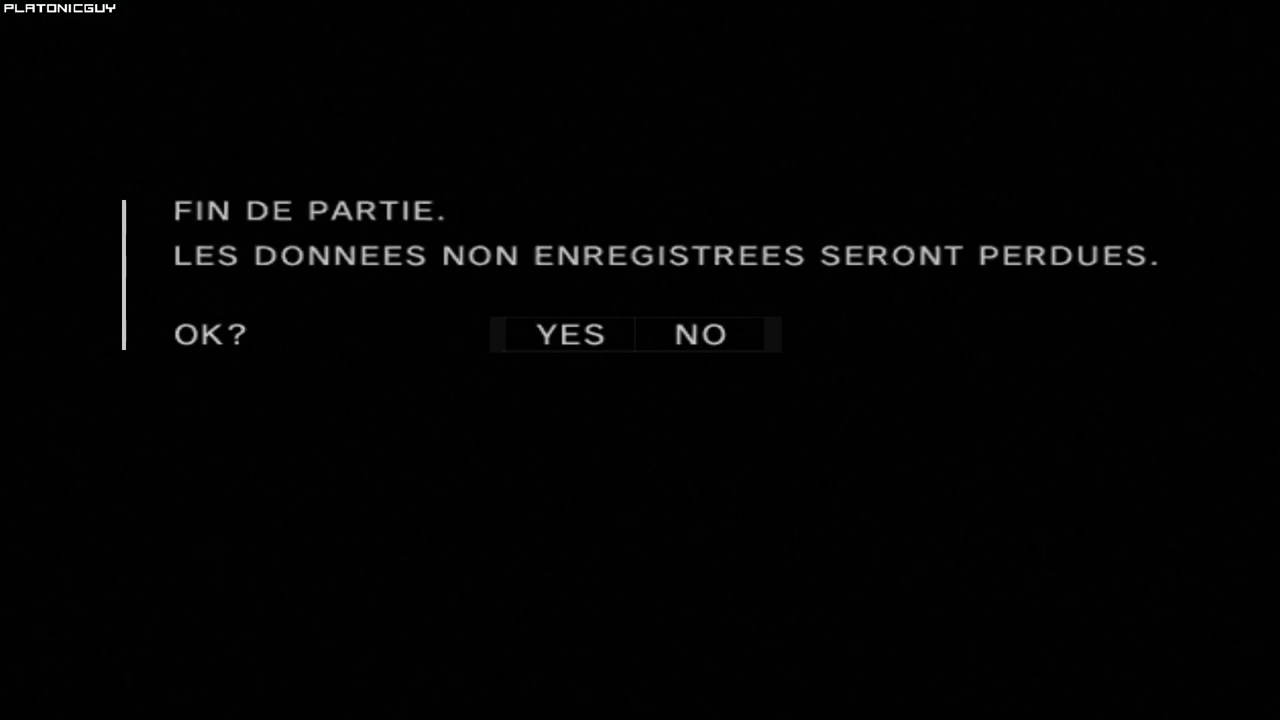 PLATONICGUY
FIN DE PARTIE.
LES DONNEES NON ENREGISTREES SERONT PERDUES.
OK? YES NO